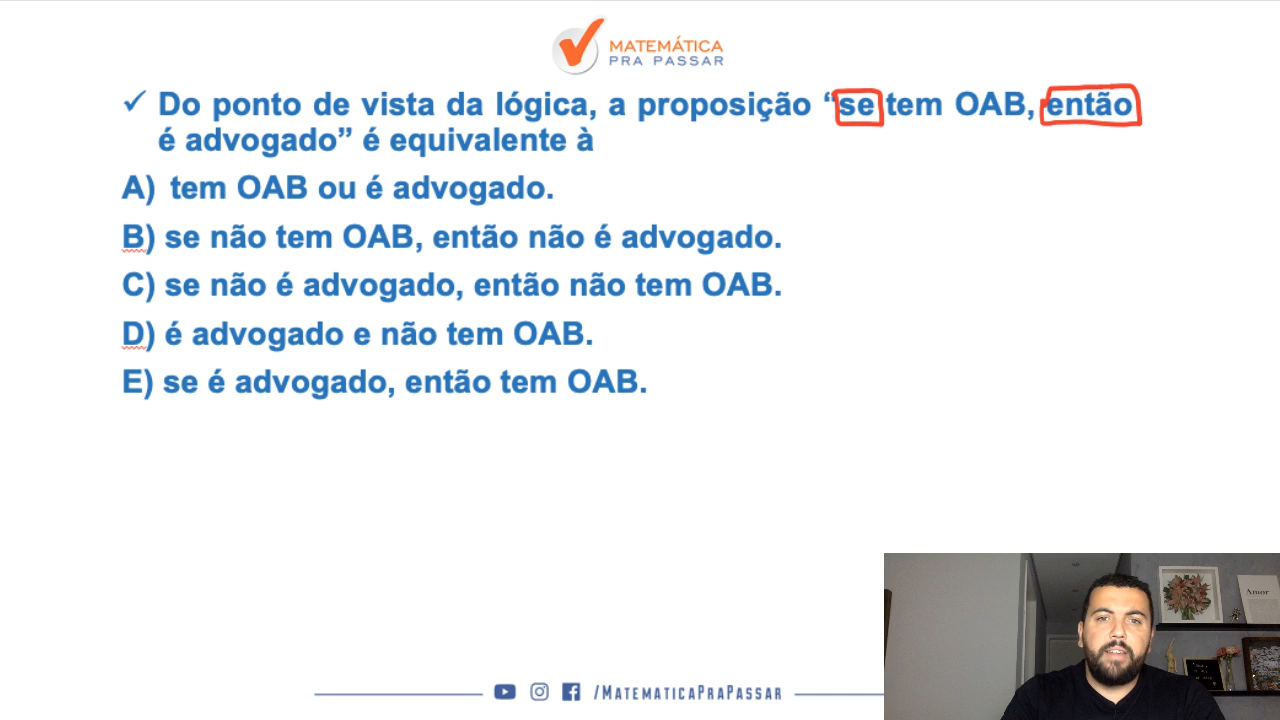 MATEMÁTICA
PRA PASSAR
✓ Do ponto de vista da lógica, a proposição “se tem OAB, então
é advogado” é equivalente à
A) tem OAB ou é advogado.
B) se não tem OAB, então não é advogado.
C) se não é advogado, então não tem OAB.
D) é advogado e não tem OAB.
E) se é advogado, então tem OAB.
Amor
/MATEMATICAPRAPASSAR